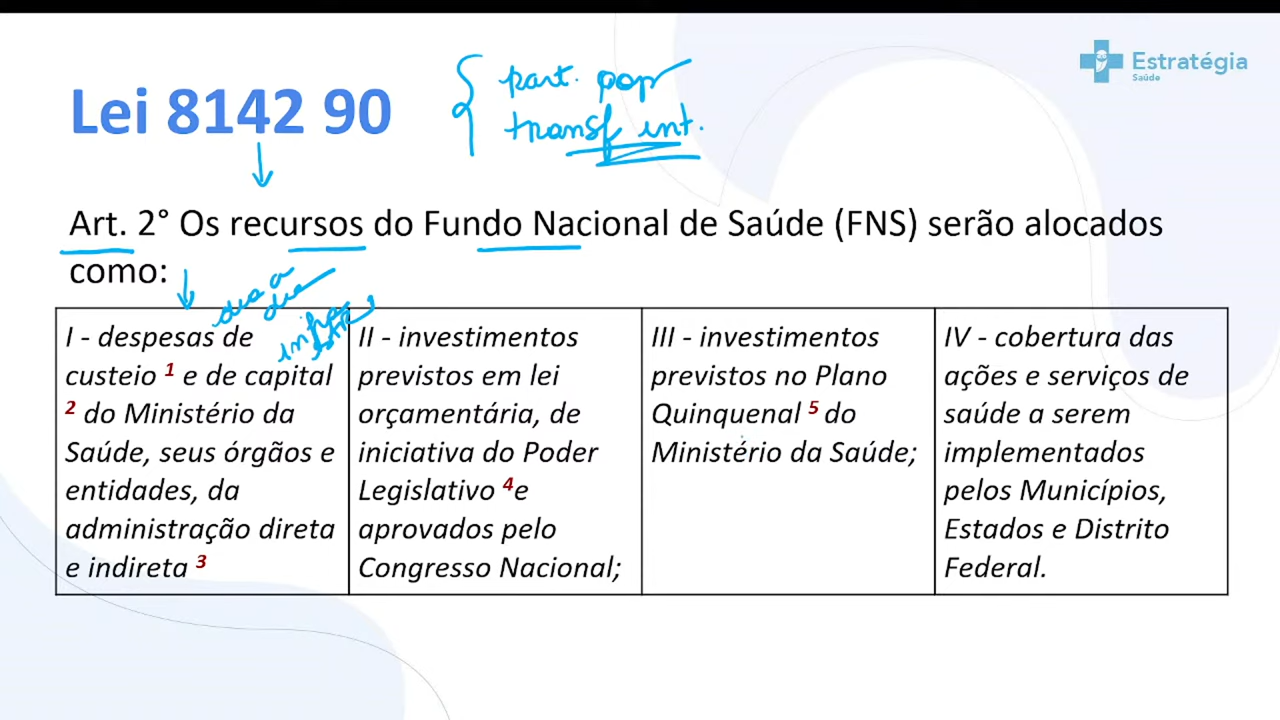 Estratégia
Saúde
Lei 8142 90
part. pop
transf int.
Art. 2° Os recursos do Fundo Nacional de Saúde (FNS) serão alocados
como:
dia a
dia
I - despesas de
custeio 1 e de capital
2 do Ministério da
Saúde, seus órgãos e
entidades, da
administração direta
e indireta 3
II - investimentos
previstos em lei
orçamentária, de
iniciativa do Poder
Legislativo 4 e
aprovados pelo
Congresso Nacional;
III - investimentos
previstos no Plano
Quinquenal 5 do
Ministério da Saúde;
IV - cobertura das
ações e serviços de
saúde a serem
implementados
pelos Municípios,
Estados e Distrito
Federal.